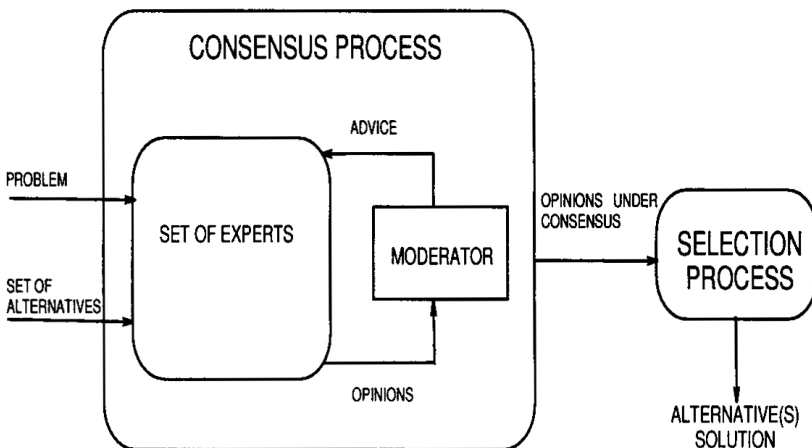 CONSENSUS PROCESS
ADVICE
PROBLEM
SET OF EXPERTS
MODERATOR
OPINIONS UNDER
CONSENSUS
SELECTION
PROCESS
SET OF
ALTERNATIVES
OPINIONS
ALTERNATIVE(S)
SOLUTION